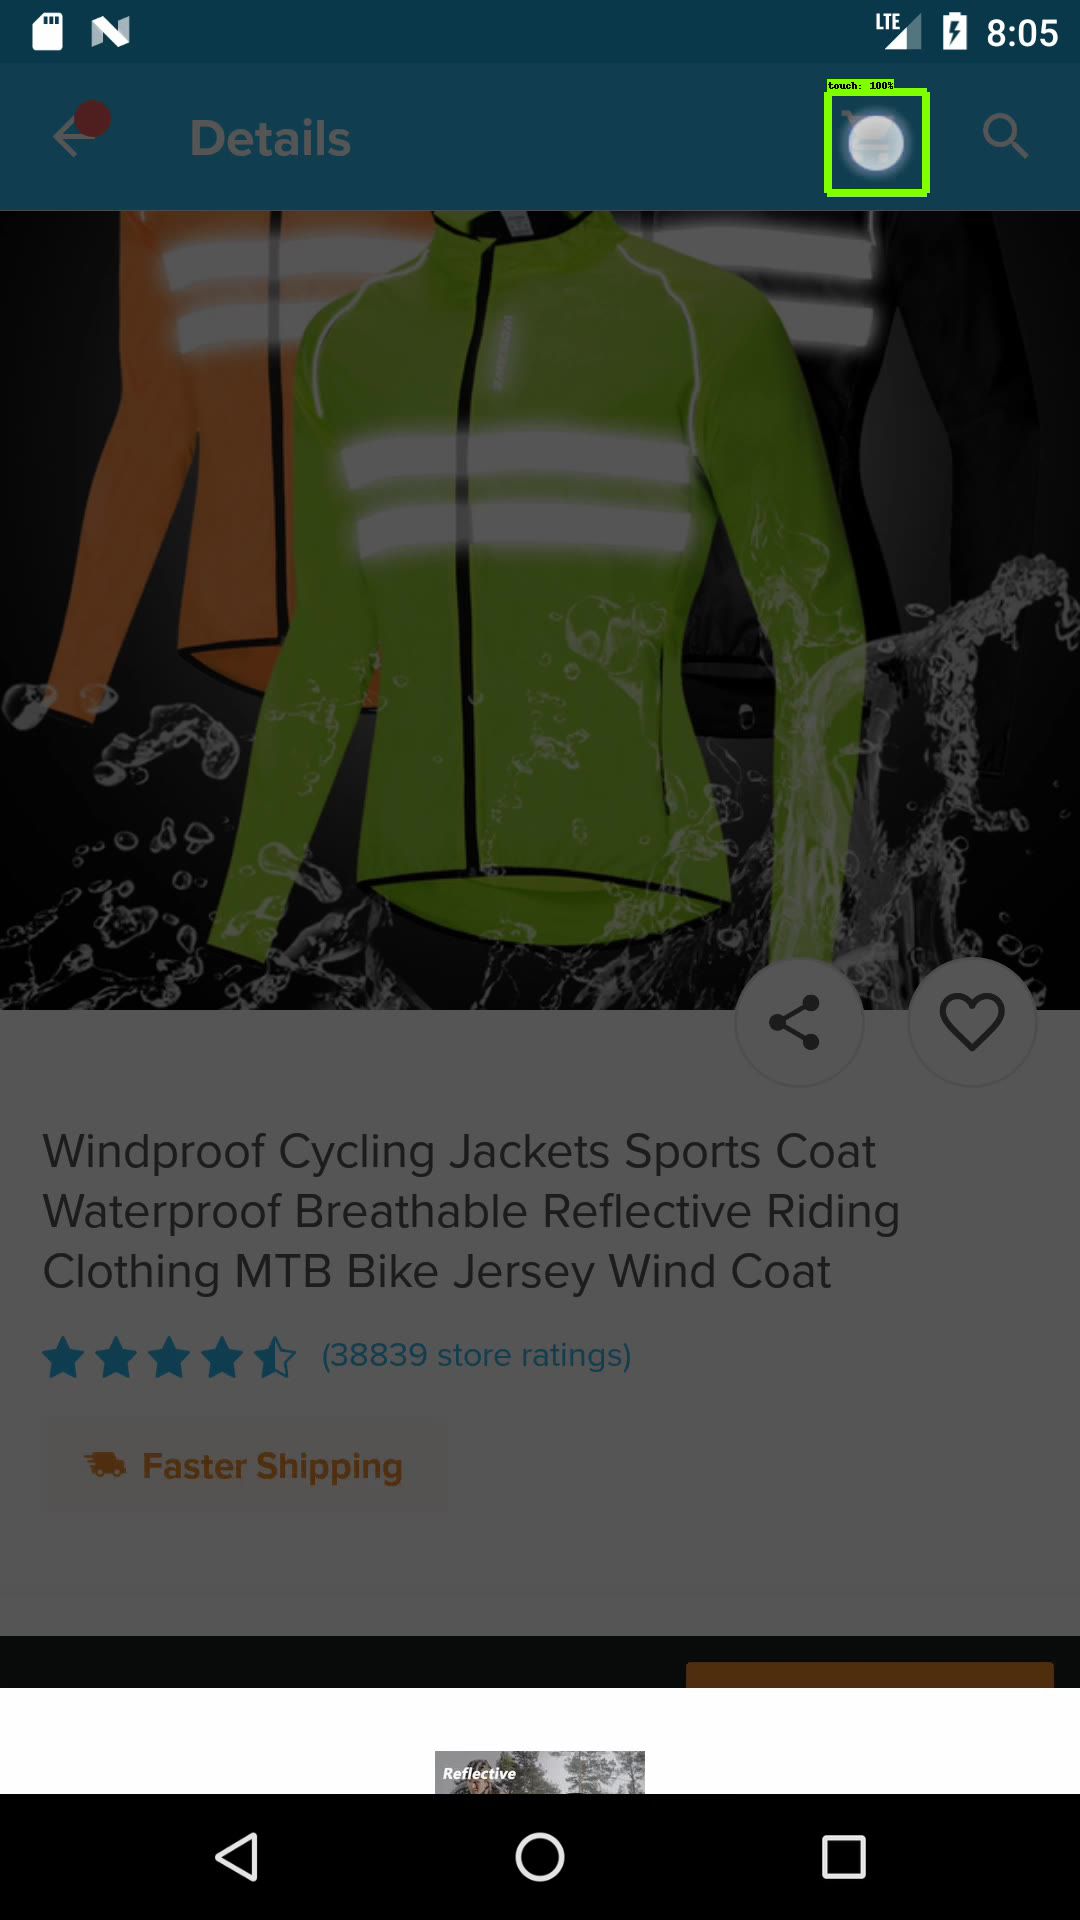 LTE 8:05
touch: 100%
Details
Windproof Cycling Jackets Sports Coat
Waterproof Breathable Reflective Riding
Clothing MTB Bike Jersey Wind Coat
(38839 store ratings)
Faster Shipping
Reflective